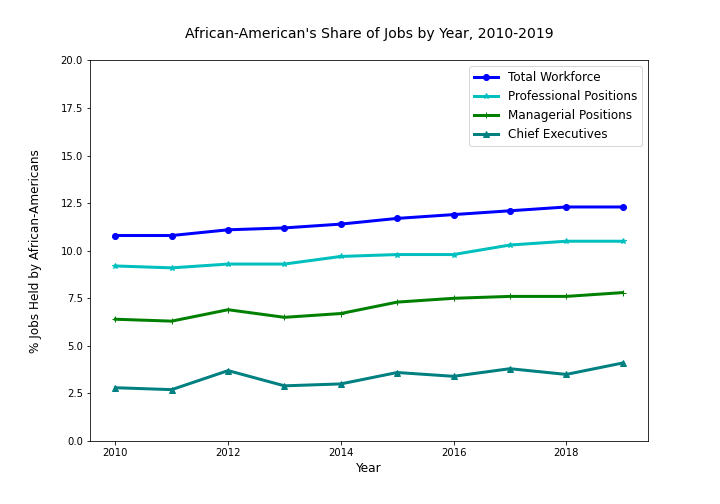 African-American's Share of Jobs by Year, 2010-2019
% Jobs Held by African-Americans
20.0
17.5
15.0
12.5
10.0
7.5
5.0
2.5
0.0
Total Workforce
Professional Positions
Managerial Positions
Chief Executives
2010 2012 2014 2016 2018
Year